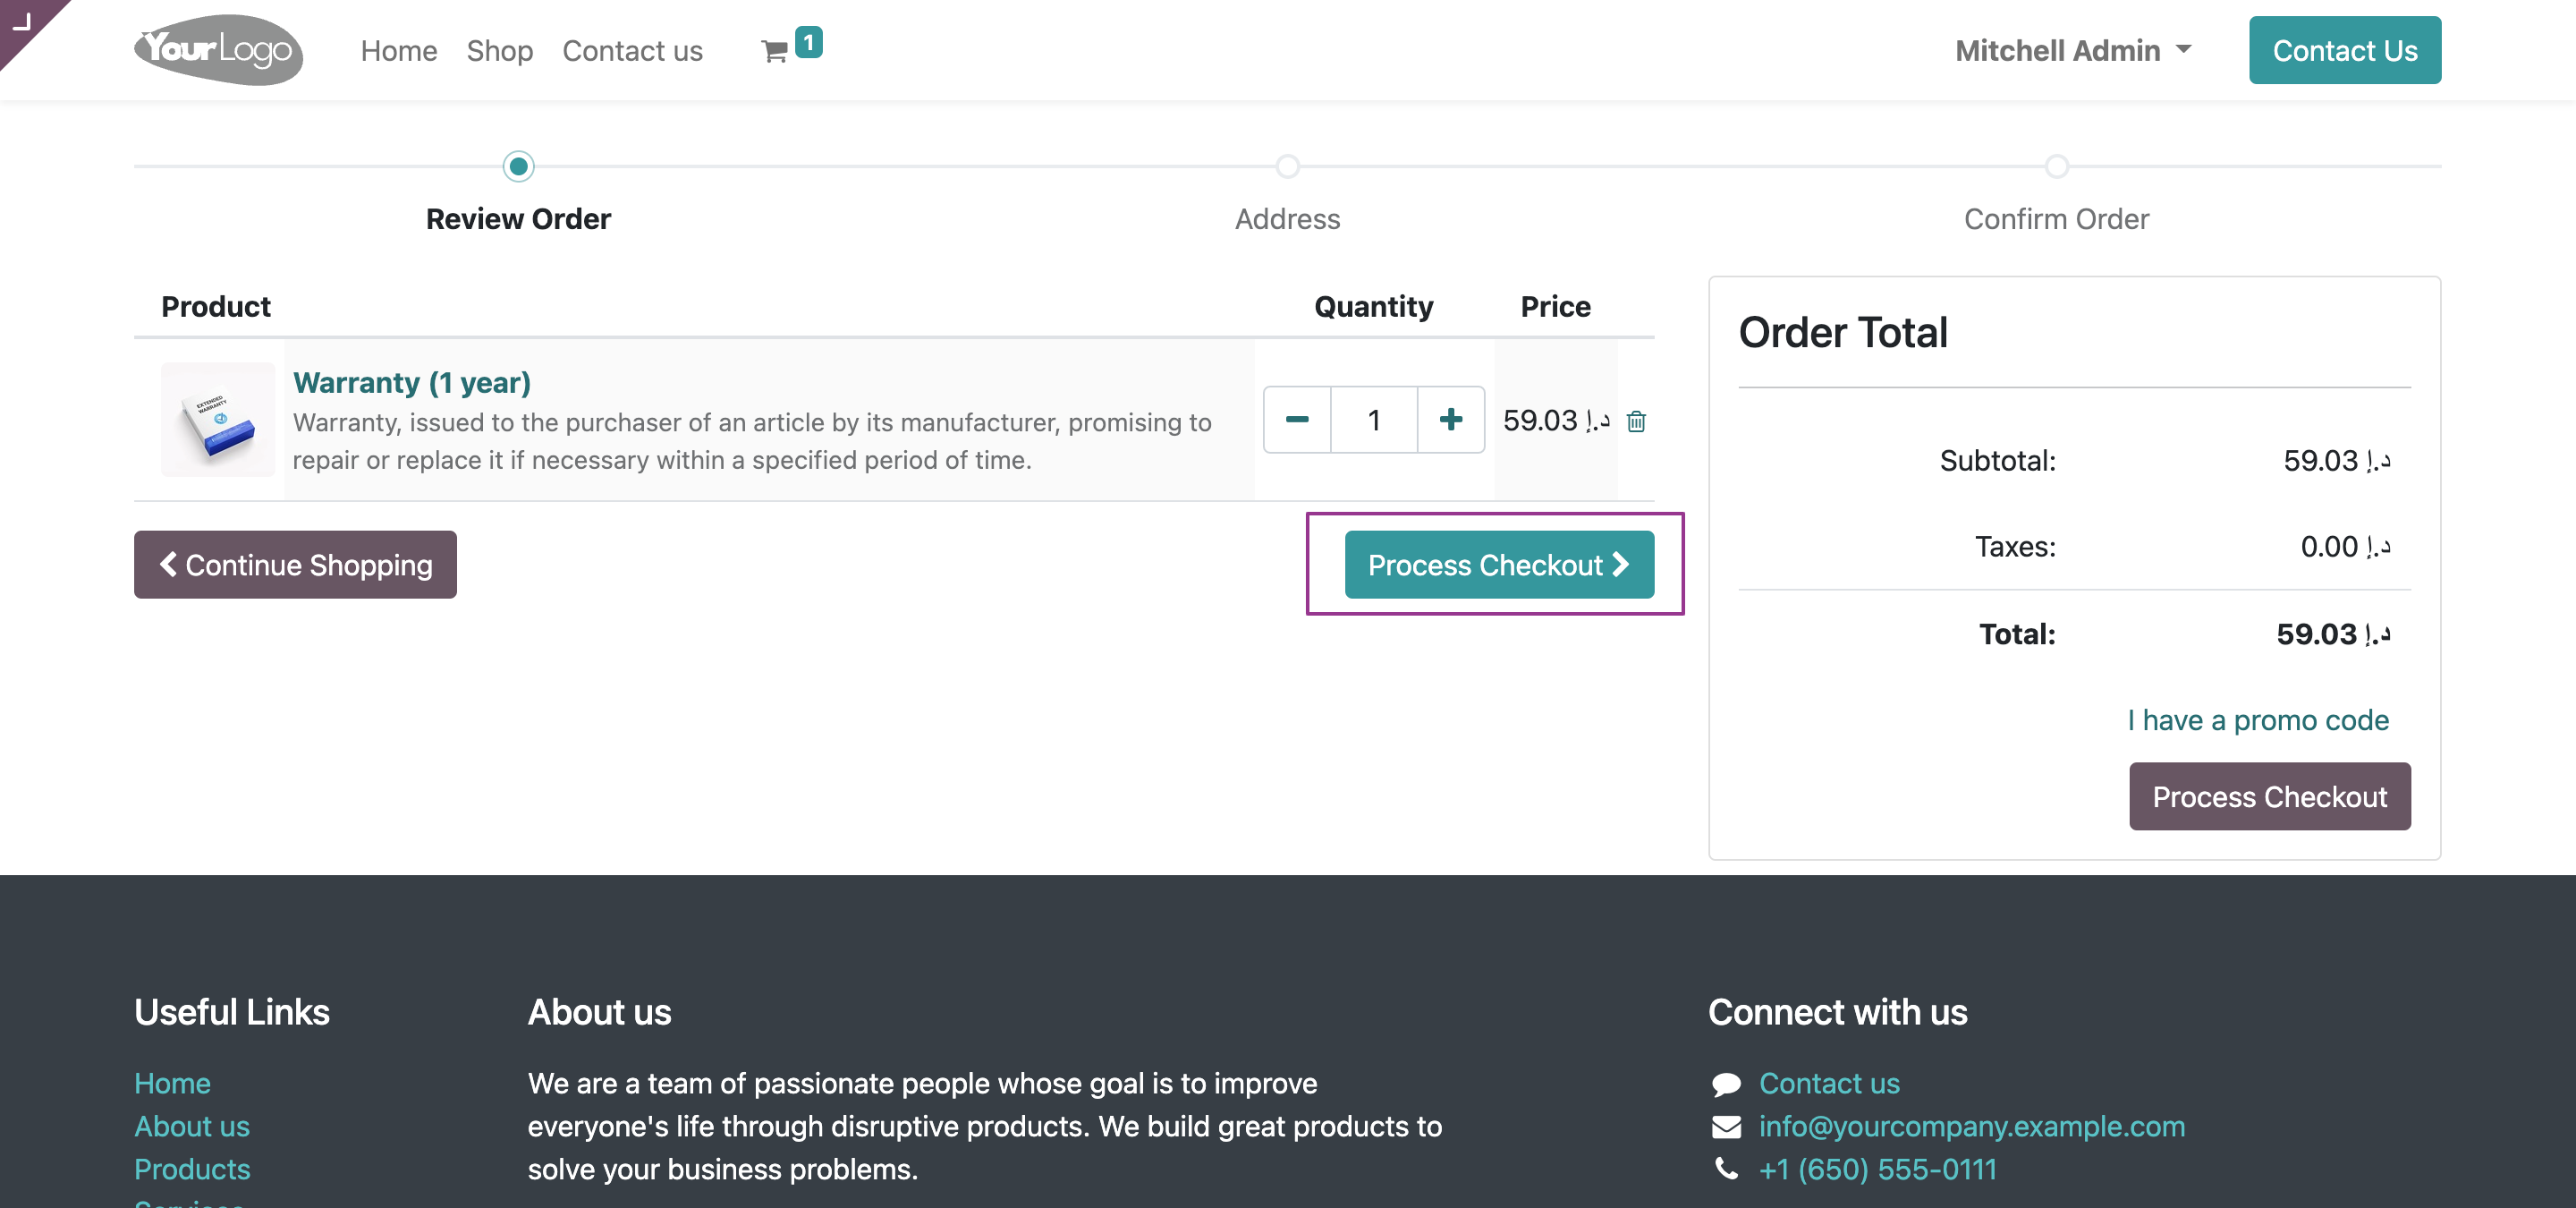 YourLogo
Home
Shop
Contact us
1
Mitchell Admin
Contact Us
Review Order
Address
Confirm Order
Product
Quantity
Price
EXTENDED
WARRANTY
Warranty (1 year)
Warranty, issued to the purchaser of an article by its manufacturer, promising to
repair or replace it if necessary within a specified period of time.
1
59.03 د.إ
Continue Shopping
Process Checkout
Order Total
Subtotal: 59.03 د.إ
Taxes: 0.00 د.إ
Total: 59.03 د.إ
I have a promo code
Process Checkout
Useful Links
Home
About us
Products
Services
About us
We are a team of passionate people whose goal is to improve
everyone's life through disruptive products. We build great products to
solve your business problems.
Connect with us
Contact us
info@yourcompany.example.com
+1 (650) 555-0111